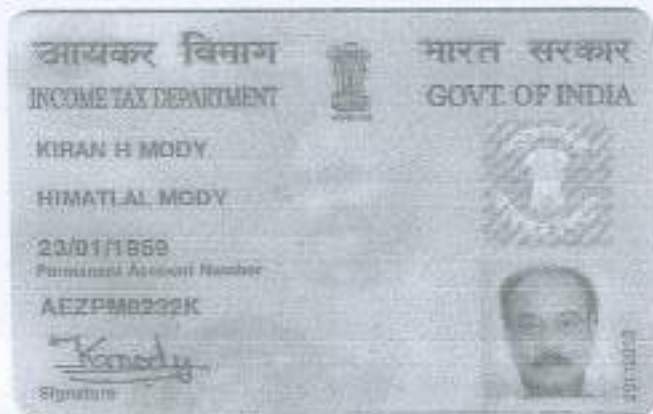 आयकर विभाग
भारत सरकार
INCOME TAX DEPARTMENT
GOVT. OF INDIA
KIRAN H MODY
HIMATLAL MODY
23/01/1959
Permanent Account Number
Kmody
Signature